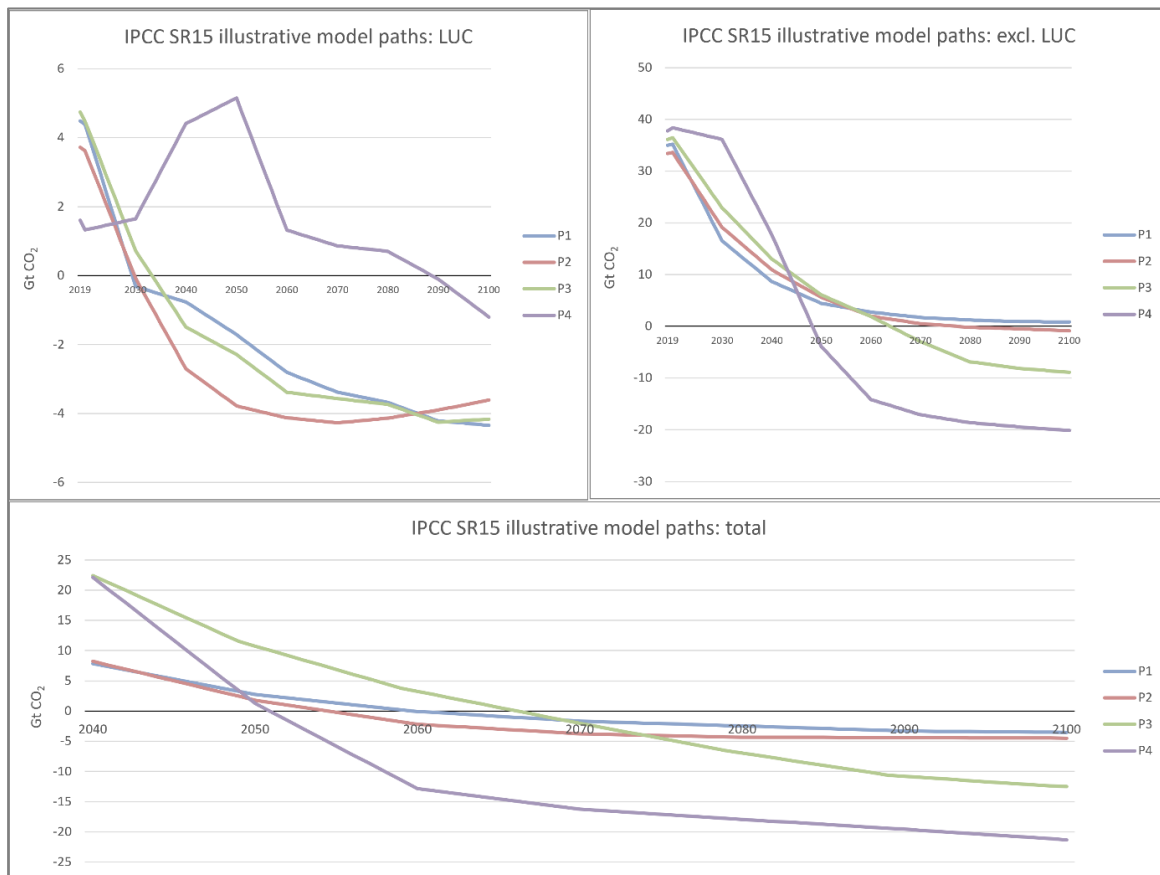 IPCC SR15 illustrative model paths: LUC
6
4
2
0
-2
-4
-6
Gt CO₂
2019 2030 2040 2050 2060 2070 2080 2090 2100
P1
P2
P3
P4
IPCC SR15 illustrative model paths: excl. LUC
50
40
30
20
10
0
-10
-20
-30
Gt CO₂
2019 2030 2040 2050 2060 2070 2080 2090 2100
P1
P2
P3
P4
IPCC SR15 illustrative model paths: total
25
20
15
10
5
0
-5
-10
-15
-20
-25
Gt CO₂
2040 2050 2060 2070 2080 2090 2100
P1
P2
P3
P4